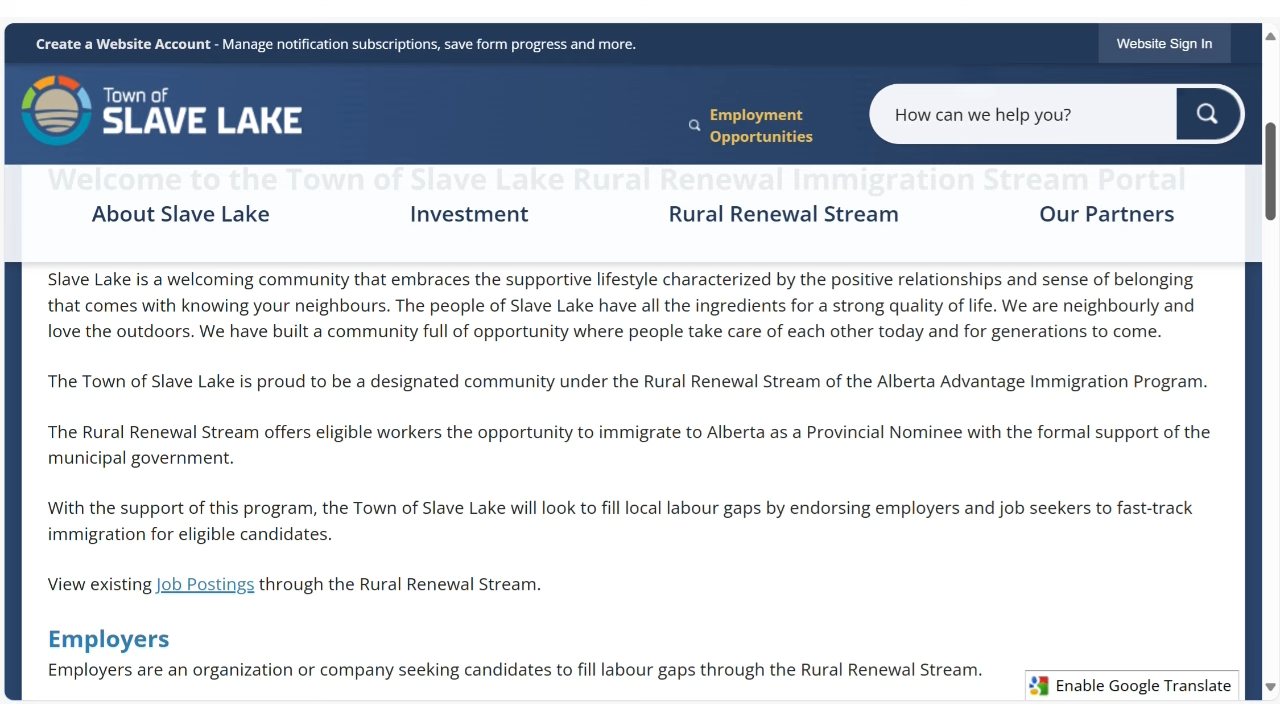 Create a Website Account - Manage notification subscriptions, save form progress and more.
Website Sign In
Town of
SLAVE LAKE
Employment
Opportunities
How can we help you?
Welcome to the Town of Slave Lake Rural Renewal Immigration Stream Portal
About Slave Lake
Investment
Rural Renewal Stream
Our Partners
Slave Lake is a welcoming community that embraces the supportive lifestyle characterized by the positive relationships and sense of belonging
that comes with knowing your neighbours. The people of Slave Lake have all the ingredients for a strong quality of life. We are neighbourly and
love the outdoors. We have built a community full of opportunity where people take care of each other today and for generations to come.
The Town of Slave Lake is proud to be a designated community under the Rural Renewal Stream of the Alberta Advantage Immigration Program.
The Rural Renewal Stream offers eligible workers the opportunity to immigrate to Alberta as a Provincial Nominee with the formal support of the
municipal government.
With the support of this program, the Town of Slave Lake will look to fill local labour gaps by endorsing employers and job seekers to fast-track
immigration for eligible candidates.
View existing Job Postings through the Rural Renewal Stream.
Employers
Employers are an organization or company seeking candidates to fill labour gaps through the Rural Renewal Stream.
Enable Google Translate